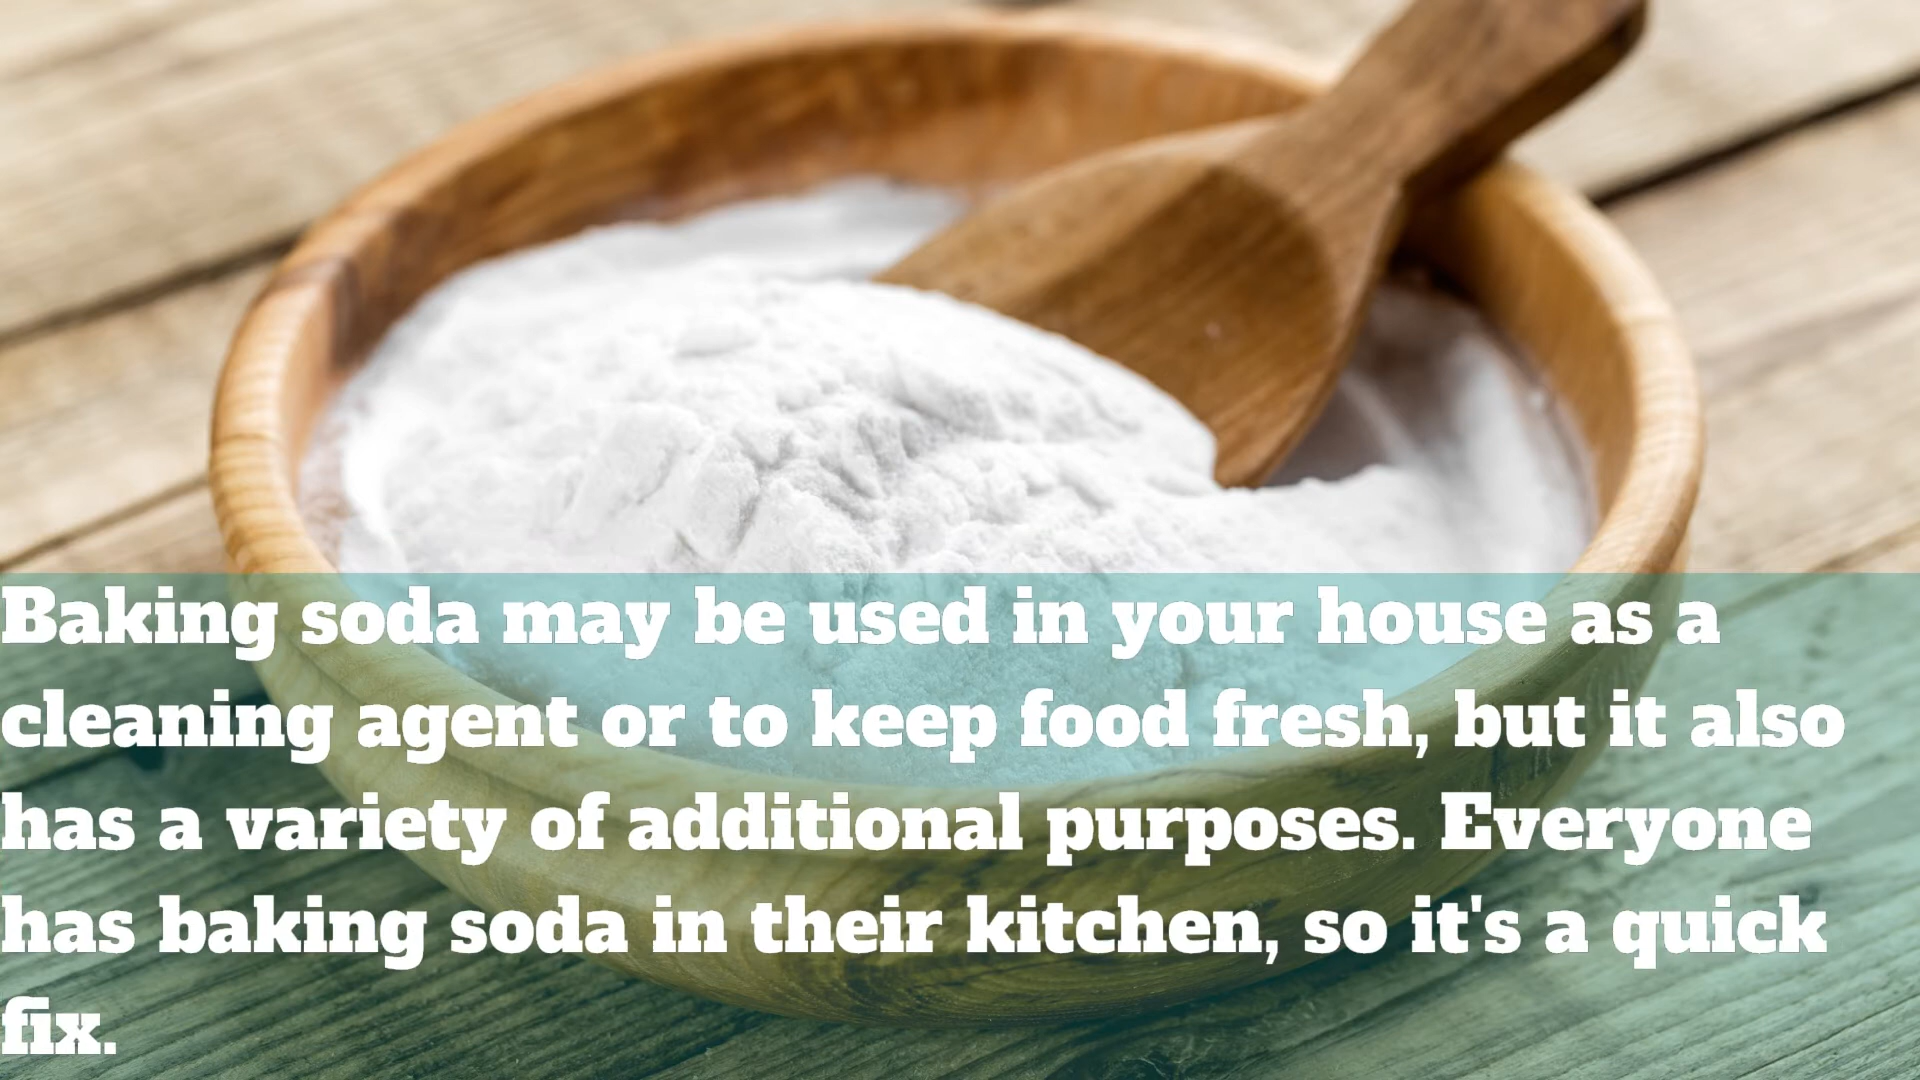 Baking soda may be used in your house as a
cleaning agent or to keep food fresh, but it also
has a variety of additional purposes. Everyone
has baking soda in their kitchen, so it's a quick
fix.